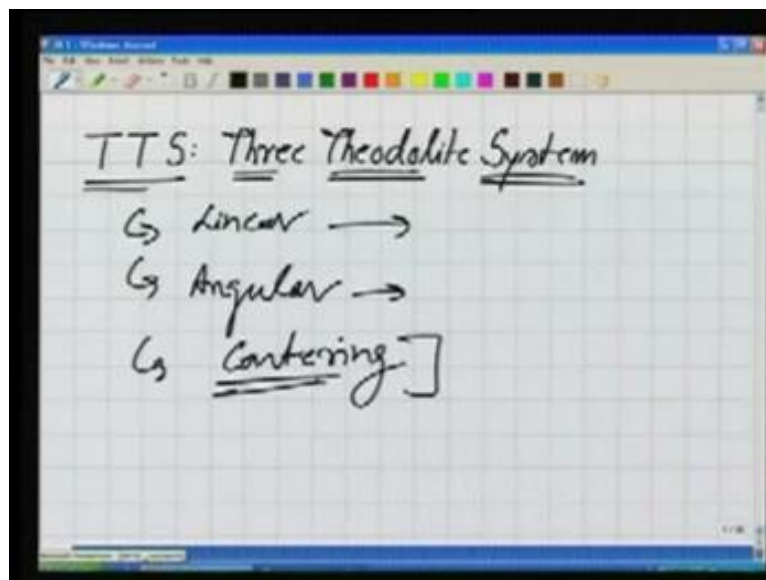 TTS: Three Theodolite System
Linear →
Angular →
Centering]